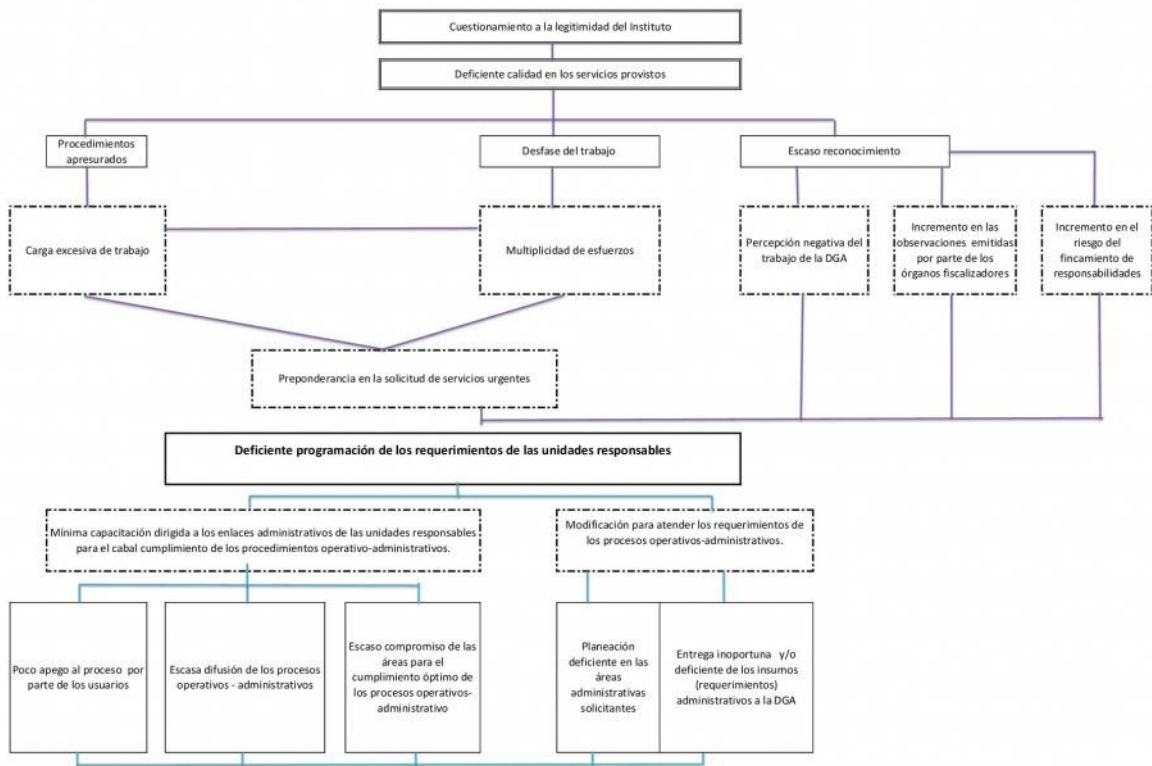 Cuestionamiento a la legitimidad del Instituto
Deficiente calidad en los servicios provistos
Procedimientos
apresurados
Desfase del trabajo
Escaso reconocimiento
Carga excesiva de trabajo
Multiplicidad de esfuerzos
Percepción negativa del
trabajo de la DGA
Incremento en las
observaciones emitidas
por parte de los
órganos fiscalizadores
Incremento en el
riesgo del
fincamiento de
responsabilidades
Preponderancia en la solicitud de servicios urgentes
Deficiente programación de los requerimientos de las unidades responsables
Mínima capacitación dirigida a los enlaces administrativos de las unidades responsables
para el cabal cumplimiento de los procedimientos operativo-administrativos.
Modificación para atender los requerimientos de
los procesos operativos-administrativos.
Poco apego al proceso por
parte de los usuarios
Escasa difusión de los procesos
operativos - administrativos
Escaso compromiso de las
áreas para el
cumplimiento óptimo de
los procesos operativos-
administrativo
Planeación
deficiente en las
áreas
administrativas
solicitantes
Entrega inoportuna y/o
deficiente de los insumos
(requerimientos)
administrativos a la DGA